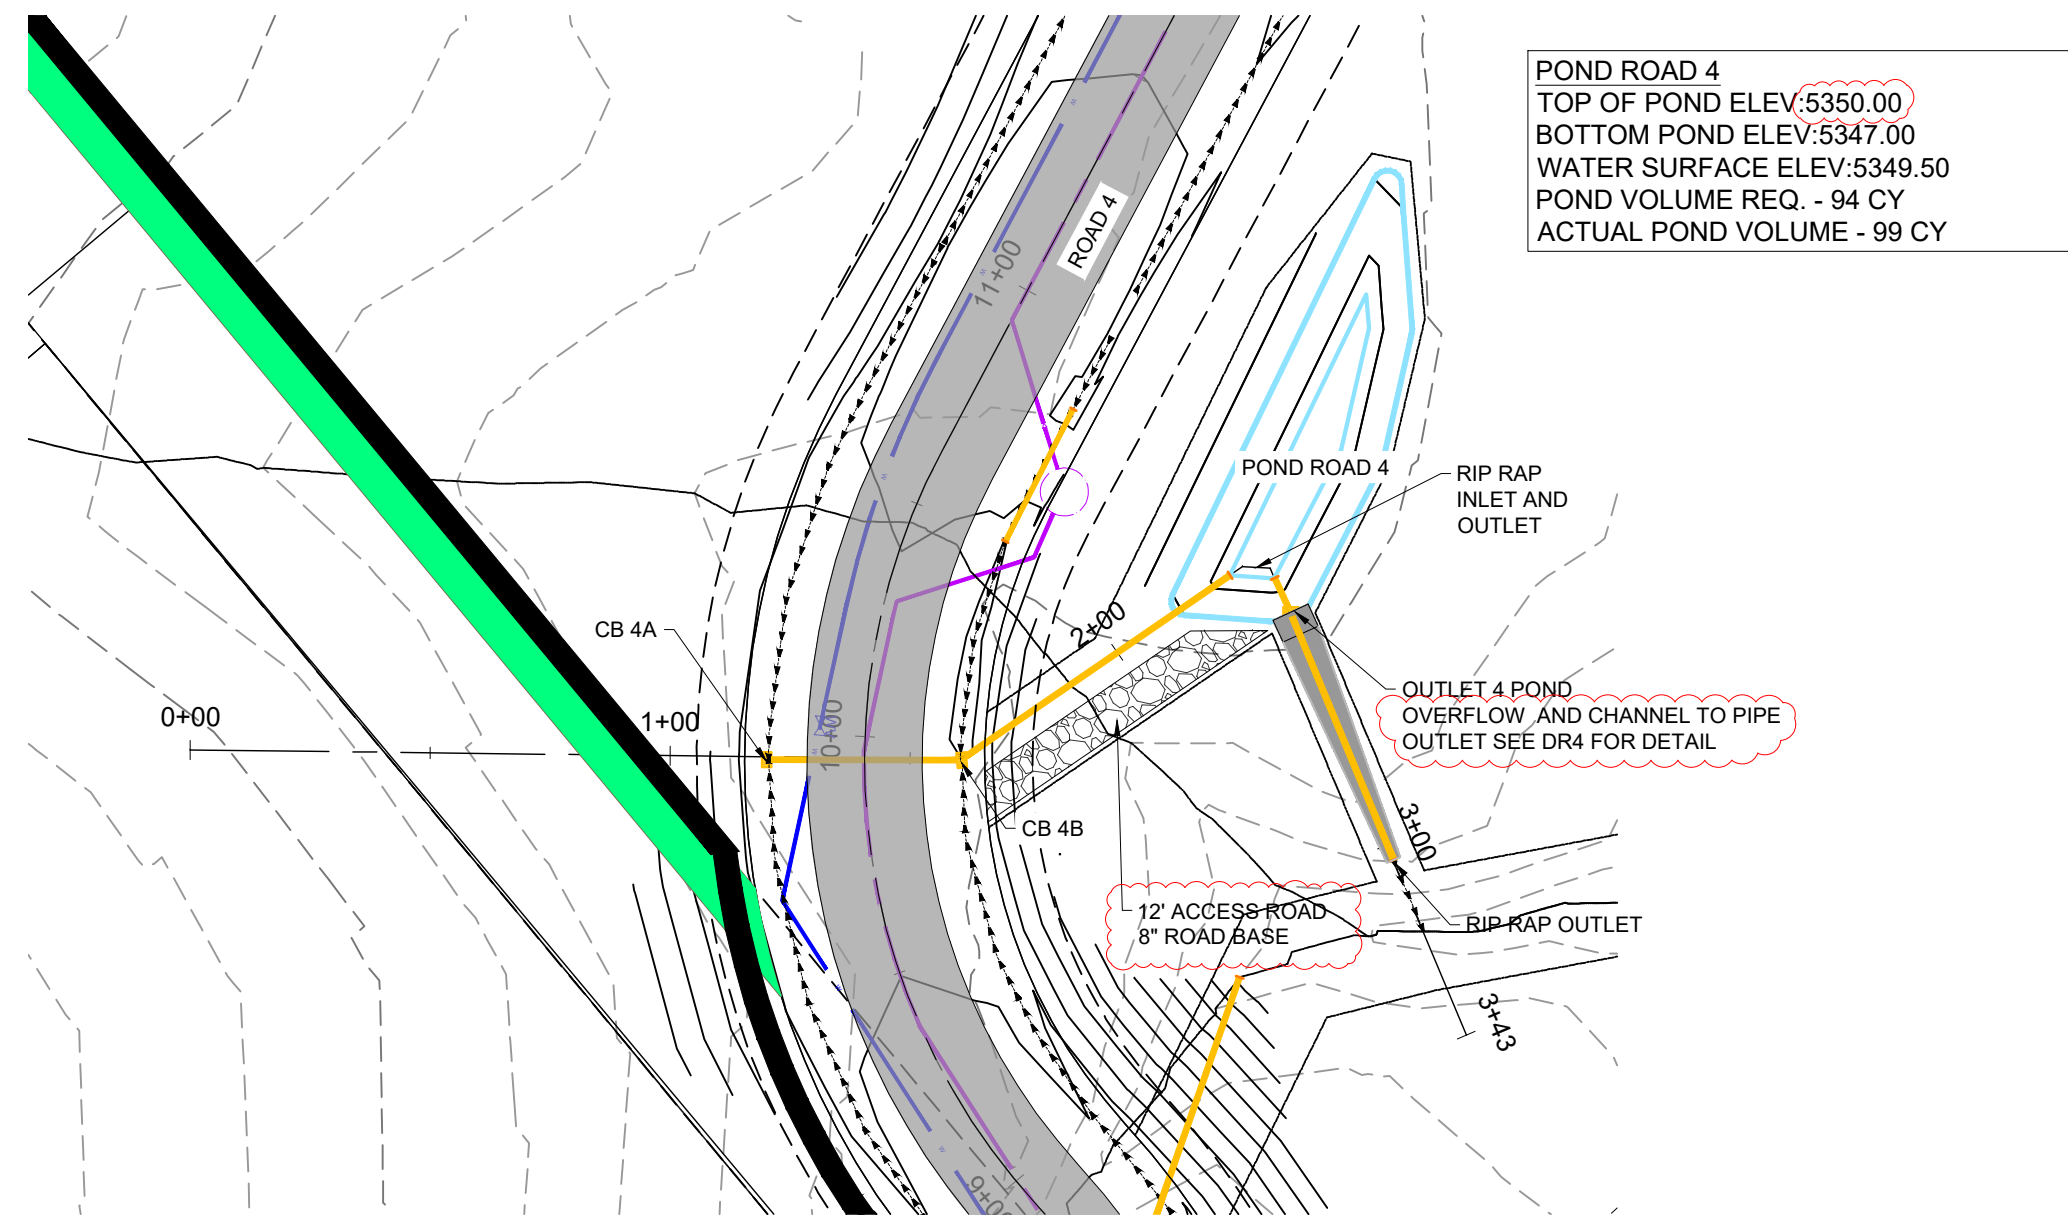 POND ROAD 4
TOP OF POND ELEV:5350.00
BOTTOM POND ELEV:5347.00
WATER SURFACE ELEV:5349.50
POND VOLUME REQ. - 94 CY
ACTUAL POND VOLUME - 99 CY
ROAD 4
11+00
POND ROAD 4
RIP RAP
INLET AND
OUTLET
2+00
CB 4A
OUTLET 4 POND
OVERFLOW AND CHANNEL TO PIPE
OUTLET SEE DR4 FOR DETAIL
0+00
1+00
10+00
CB 4B
3+00
12' ACCESS ROAD
8" ROAD BASE
RIP RAP OUTLET
3+43
9+00
W
W
W
W
W
W